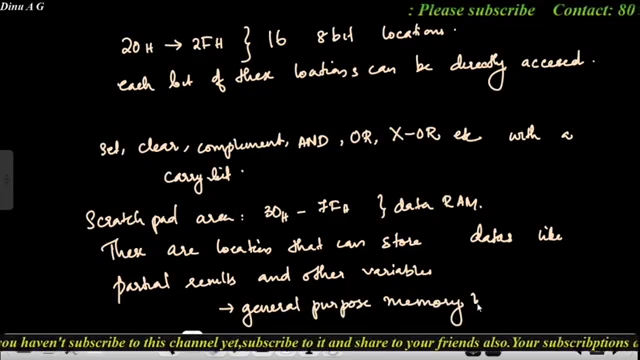 Dinu A G
: Please subscribe Contact: 80
20H → 2FH } 16 8bit locations.
each bit of these locations can be directly accessed.
set, clear, complement, AND, OR, X-OR etc with a
carry bit.
Scratch pad area: 30H - 7FH } data RAM.
These are location that can store datas like
partial results and other variables
→ general purpose memory
you haven't subscribe to this channel yet,subscribe to it and share to your friends also.Your subscribptions a